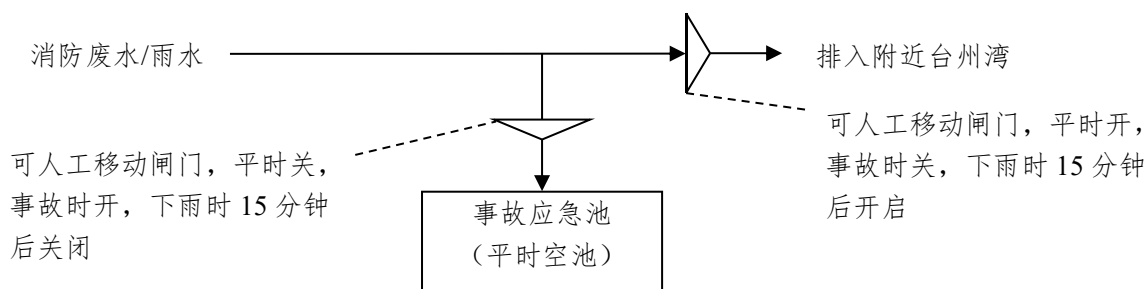 消防废水/雨水
排入附近台州湾
可人工移动闸门，平时开，
事故时关，下雨时 15 分钟
后开启
可人工移动闸门，平时关，
事故时开，下雨时 15 分钟
后关闭
事故应急池
（平时空池）